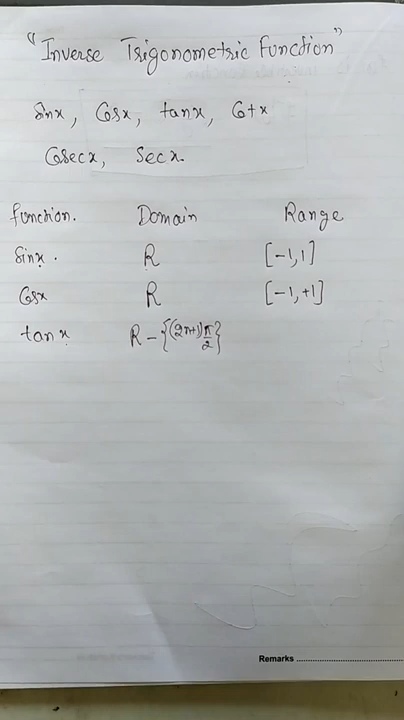 "Inverse Trigonometric Function"
Sinx, Cosx, tanx, Cotx
Cosecx, Secx.
function. Domain Range
Sinx. R [-1,1]
Cosx R [-1,+1]
tanx R-{(2n+1)π/2}
Remarks